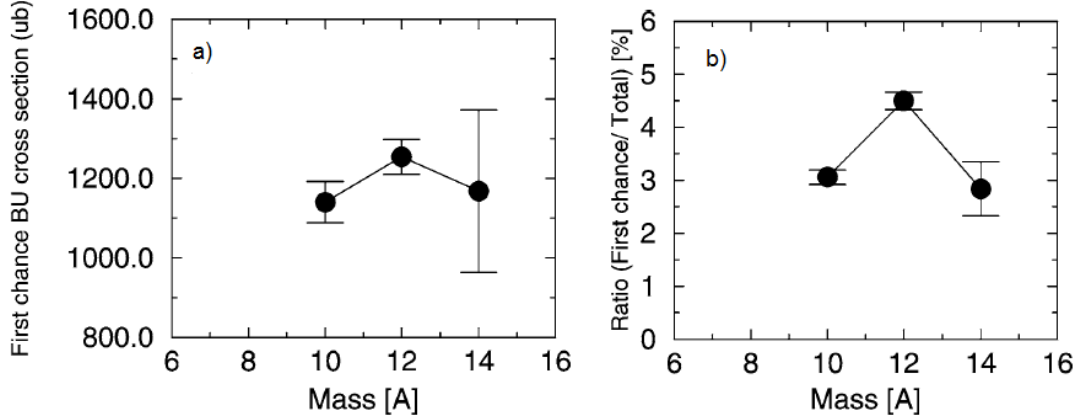 First chance BU cross section (ub)
1600.0
1400.0
1200.0
1000.0
800.0
a)
6 8 10 12 14 16
Mass [A]
Ratio (First chance/ Total) [%]
6
5
4
3
2
1
0
b)
6 8 10 12 14 16
Mass [A]